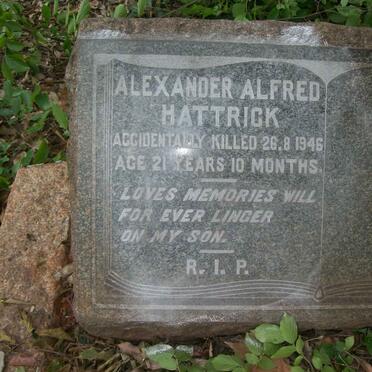 ALEXANDER ALFRED
HATTRICK
ACCIDENTALLY KILLED 26.8 1946
AGE 21 YEARS 10 MONTHS.
LOVES MEMORIES WILL
FOR EVER LINGER
ON MY SON.
R. I. P.